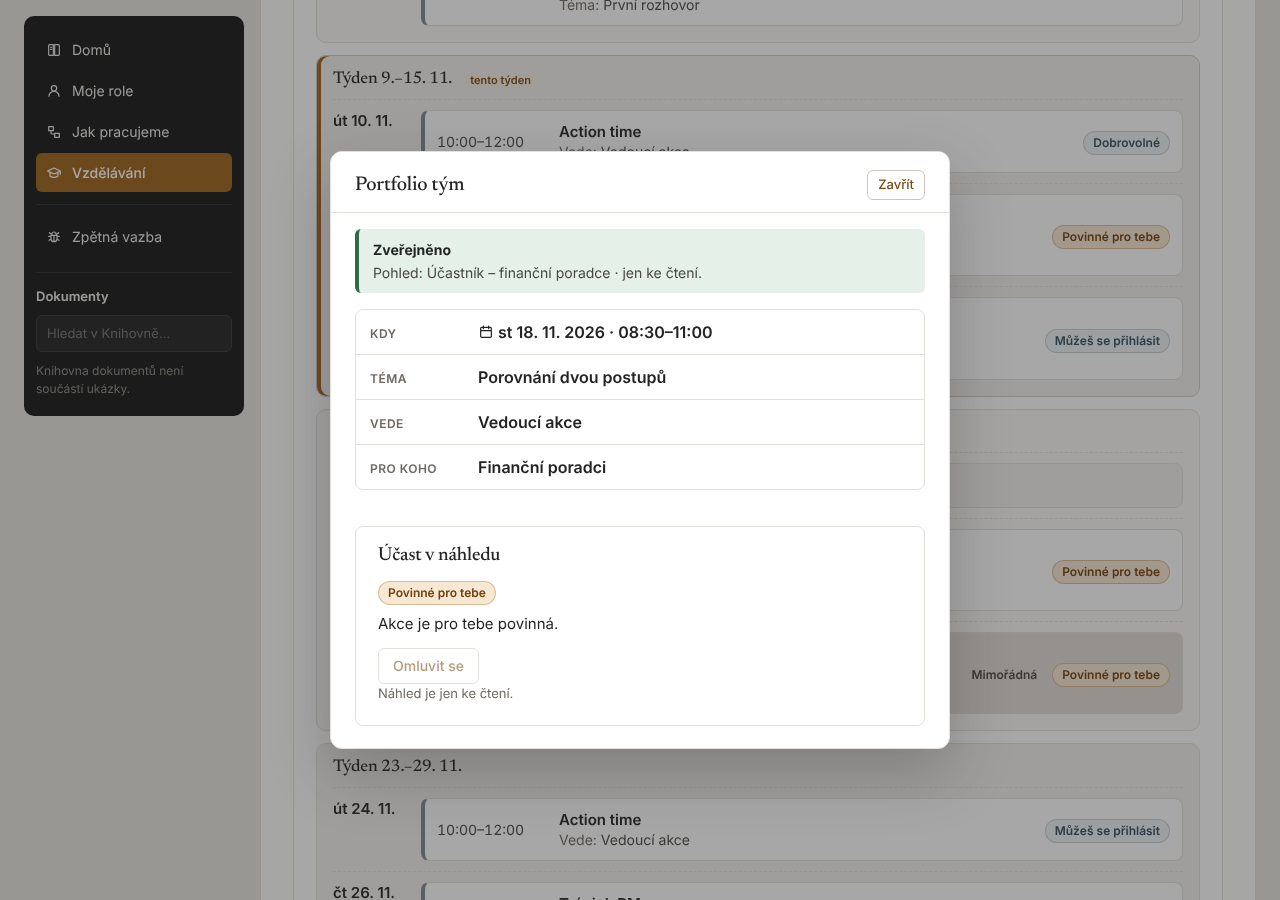 Domů
Moje role
Jak pracujeme
Vzdělávání
Zpětná vazba
Dokumenty
Hledat v Knihovně…
Knihovna dokumentů není
součástí ukázky.
Téma: První rozhovor
Týden 9.–15. 11. tento týden
út 10. 11.
10:00–12:00
Action time
Vede: Vedoucí akce
Dobrovolné
Povinné pro tebe
Můžeš se přihlásit
Portfolio tým
Zavřít
Zveřejněno
Pohled: Účastník – finanční poradce · jen ke čtení.
KDY st 18. 11. 2026 · 08:30–11:00
TÉMA Porovnání dvou postupů
VEDE Vedoucí akce
PRO KOHO Finanční poradci
Účast v náhledu
Povinné pro tebe
Akce je pro tebe povinná.
Omluvit se
Náhled je jen ke čtení.
Povinné pro tebe
Mimořádná Povinné pro tebe
Týden 23.–29. 11.
út 24. 11.
10:00–12:00
Action time
Vede: Vedoucí akce
Můžeš se přihlásit
čt 26. 11.